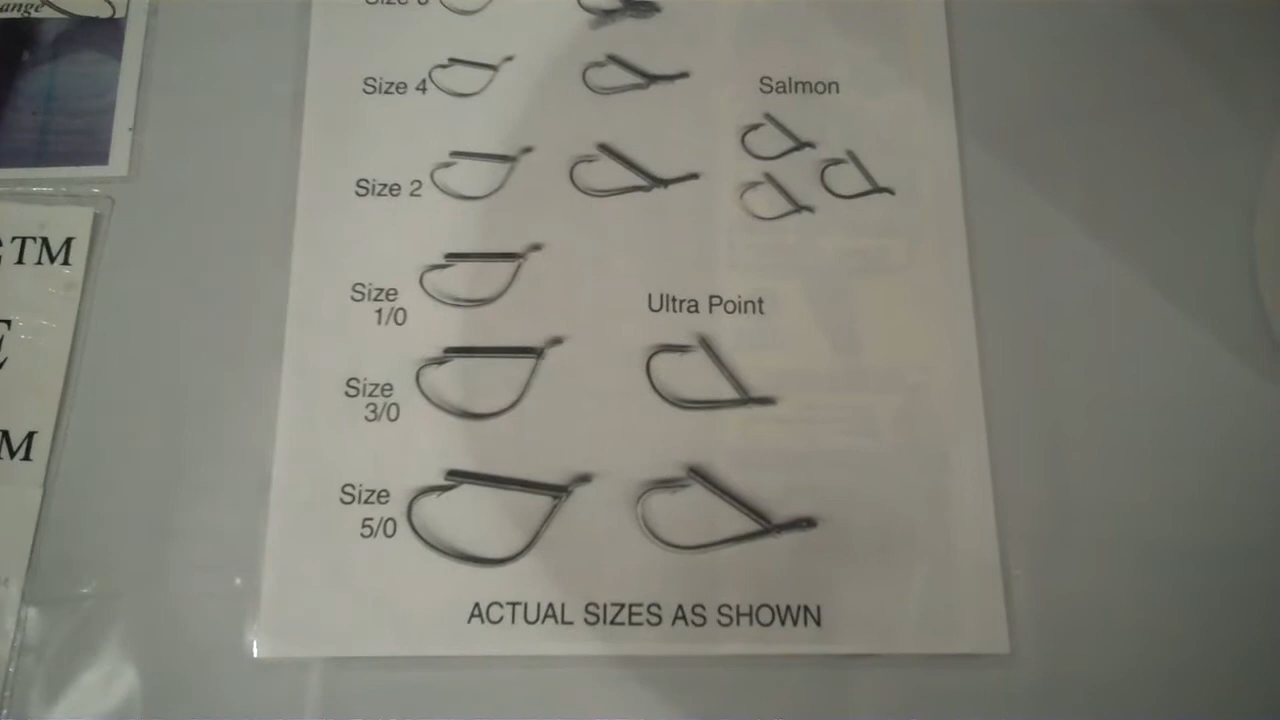 ange
TM
E
M
Size 4
Salmon
Size 2
Size
1/0
Ultra Point
Size
3/0
Size
5/0
ACTUAL SIZES AS SHOWN